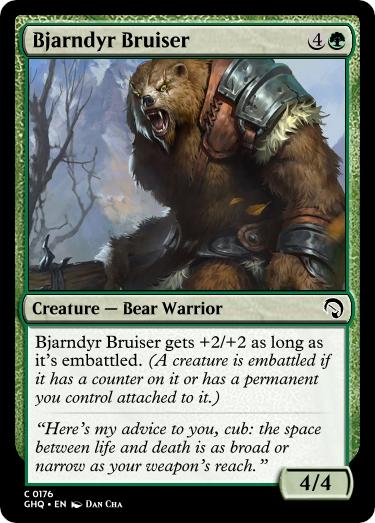 Bjarndyr Bruiser 4
Creature — Bear Warrior
Bjarndyr Bruiser gets +2/+2 as long as
it's embattled. (A creature is embattled if
it has a counter on it or has a permanent
you control attached to it.)
“Here's my advice to you, cub: the space
between life and death is as broad or
narrow as your weapon's reach.”
4/4
C 0176
GHQ • EN Dan Cha